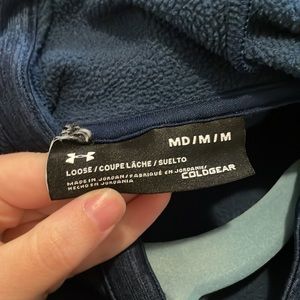 MD/M/M
LOOSE / COUPE LÂCHE / SUELTO
MADE IN JORDAN/FABRIQUÉ EN JORDANIE/
HECHO EN JORDANIA
COLDGEAR